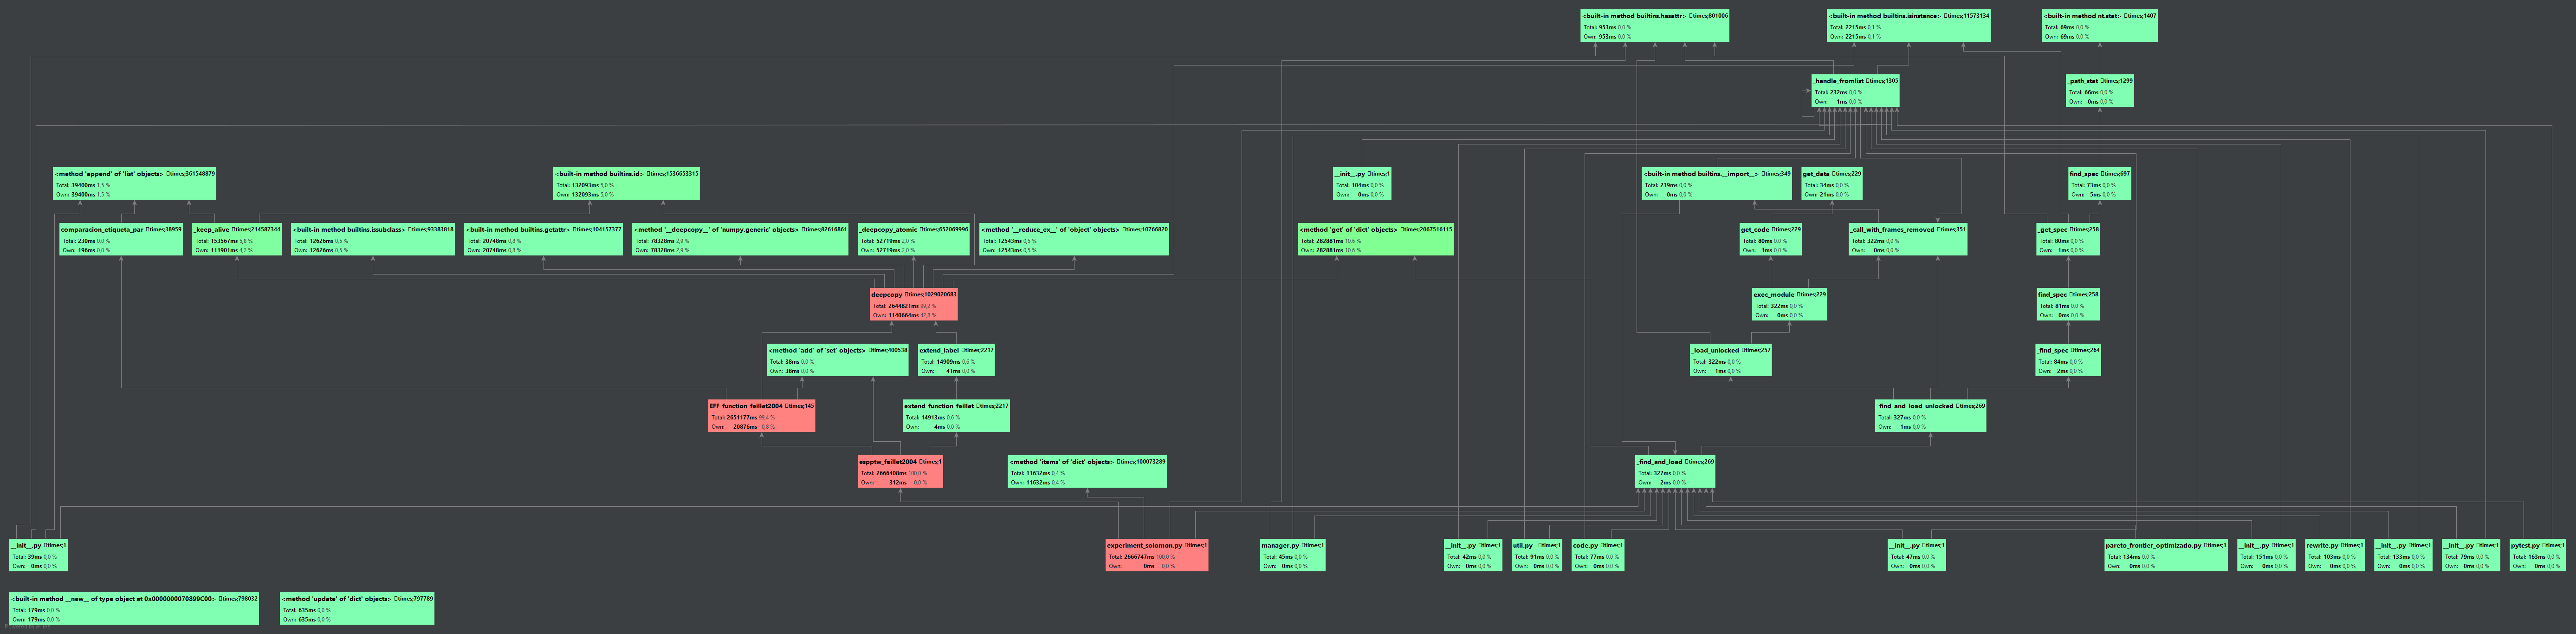 <built-in method builtins.hasattr> times;801006
Total: 953ms 0,0 %
Own: 953ms 0,0 %
<built-in method builtins.isinstance> times;11573134
Total: 2215ms 0,1 %
Own: 2215ms 0,1 %
<built-in method nt.stat> times;1407
Total: 69ms 0,0 %
Own: 69ms 0,0 %
_handle_fromlist times;1305
Total: 232ms 0,0 %
Own: 1ms 0,0 %
_path_stat times;1299
Total: 66ms 0,0 %
Own: 0ms 0,0 %
<method 'append' of 'list' objects> times;361548879
Total: 39400ms 1,5 %
Own: 39400ms 1,5 %
<built-in method builtins.id> times;1536653315
Total: 132093ms 5,0 %
Own: 132093ms 5,0 %
__init__.py times;1
Total: 104ms 0,0 %
Own: 0ms 0,0 %
<built-in method builtins.__import__> times;349
Total: 239ms 0,0 %
Own: 0ms 0,0 %
get_data times;229
Total: 34ms 0,0 %
Own: 21ms 0,0 %
find_spec times;697
Total: 73ms 0,0 %
Own: 5ms 0,0 %
comparacion_etiqueta_par times;38959
Total: 230ms 0,0 %
Own: 196ms 0,0 %
_keep_alive times;214587344
Total: 153567ms 5,8 %
Own: 111901ms 4,2 %
<built-in method builtins.issubclass> times;93383818
Total: 12626ms 0,5 %
Own: 12626ms 0,5 %
<built-in method builtins.getattr> times;104157377
Total: 20748ms 0,8 %
Own: 20748ms 0,8 %
<method '__deepcopy__' of 'numpy.generic' objects> times;82616861
Total: 78328ms 2,9 %
Own: 78328ms 2,9 %
_deepcopy_atomic times;652069996
Total: 52719ms 2,0 %
Own: 52719ms 2,0 %
<method '__reduce_ex__' of 'object' objects> times;10766820
Total: 12543ms 0,5 %
Own: 12543ms 0,5 %
<method 'get' of 'dict' objects> times;2067516115
Total: 282881ms 10,6 %
Own: 282881ms 10,6 %
get_code times;229
Total: 80ms 0,0 %
Own: 1ms 0,0 %
_call_with_frames_removed times;351
Total: 322ms 0,0 %
Own: 0ms 0,0 %
_get_spec times;258
Total: 80ms 0,0 %
Own: 1ms 0,0 %
deepcopy times;1029020683
Total: 2644821ms 99,2 %
Own: 1140664ms 42,8 %
exec_module times;229
Total: 322ms 0,0 %
Own: 0ms 0,0 %
find_spec times;258
Total: 81ms 0,0 %
Own: 0ms 0,0 %
<method 'add' of 'set' objects> times;400538
Total: 38ms 0,0 %
Own: 38ms 0,0 %
extend_label times;2217
Total: 14909ms 0,6 %
Own: 41ms 0,0 %
_load_unlocked times;257
Total: 322ms 0,0 %
Own: 1ms 0,0 %
_find_spec times;264
Total: 84ms 0,0 %
Own: 2ms 0,0 %
EFF_function_feillet2004 times;145
Total: 2651177ms 99,4 %
Own: 20876ms 0,8 %
extend_function_feillet times;2217
Total: 14913ms 0,6 %
Own: 4ms 0,0 %
_find_and_load_unlocked times;269
Total: 327ms 0,0 %
Own: 1ms 0,0 %
espptw_feillet2004 times;1
Total: 2666408ms 100,0 %
Own: 312ms 0,0 %
<method 'items' of 'dict' objects> times;100073289
Total: 11632ms 0,4 %
Own: 11632ms 0,4 %
_find_and_load times;269
Total: 327ms 0,0 %
Own: 2ms 0,0 %
__init__.py times;1
Total: 39ms 0,0 %
Own: 0ms 0,0 %
experiment_solomon.py times;1
Total: 2666747ms 100,0 %
Own: 0ms 0,0 %
manager.py times;1
Total: 45ms 0,0 %
Own: 0ms 0,0 %
__init__.py times;1
Total: 42ms 0,0 %
Own: 0ms 0,0 %
util.py times;1
Total: 91ms 0,0 %
Own: 0ms 0,0 %
code.py times;1
Total: 77ms 0,0 %
Own: 0ms 0,0 %
__init__.py times;1
Total: 47ms 0,0 %
Own: 0ms 0,0 %
pareto_frontier_optimizado.py times;1
Total: 134ms 0,0 %
Own: 0ms 0,0 %
__init__.py times;1
Total: 151ms 0,0 %
Own: 0ms 0,0 %
rewrite.py times;1
Total: 103ms 0,0 %
Own: 0ms 0,0 %
__init__.py times;1
Total: 133ms 0,0 %
Own: 0ms 0,0 %
__init__.py times;1
Total: 79ms 0,0 %
Own: 0ms 0,0 %
pytest.py times;1
Total: 163ms 0,0 %
Own: 0ms 0,0 %
<built-in method __new__ of type object at 0x0000000070899C00> times;798032
Total: 179ms 0,0 %
Own: 179ms 0,0 %
<method 'update' of 'dict' objects> times;797789
Total: 635ms 0,0 %
Own: 635ms 0,0 %